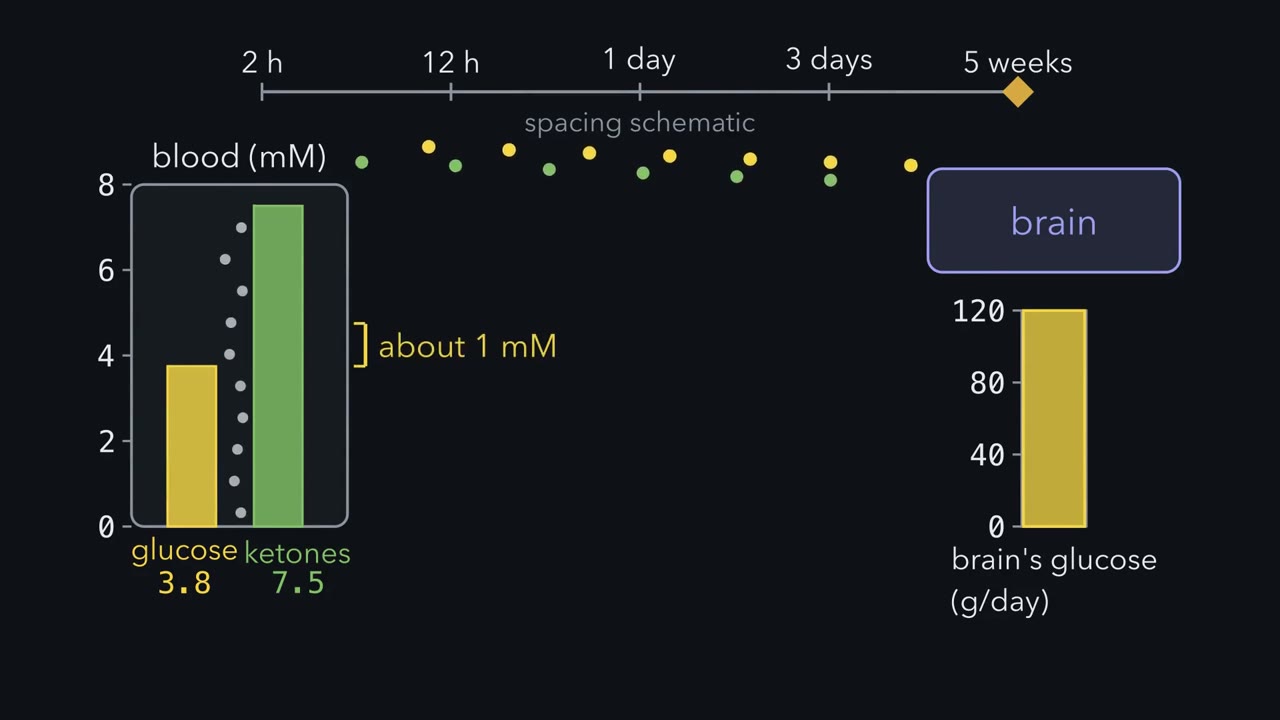 2 h 12 h 1 day 3 days 5 weeks
spacing schematic
blood (mM)
8
6
4
2
0
glucose ketones
3.8 7.5
about 1 mM
brain
120
80
40
0
brain's glucose
(g/day)